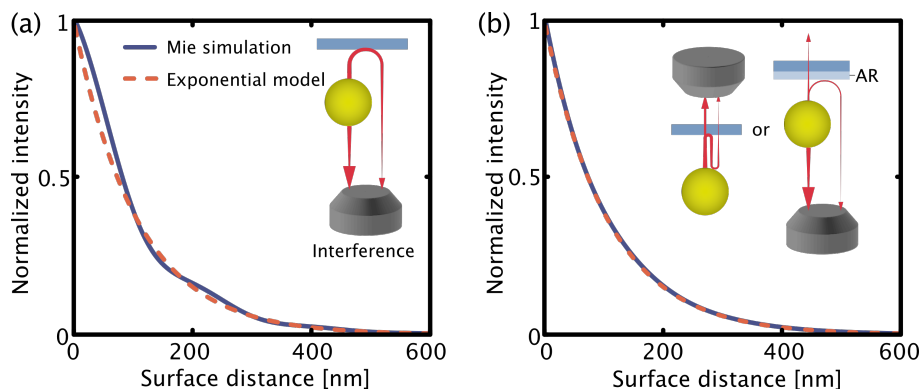 (a)
Normalized intensity
1
0.5
0
Mie simulation
Exponential model
Interference
0
200
400
600
Surface distance [nm]
(b)
Normalized intensity
1
0.5
0
or
AR
0
200
400
600
Surface distance [nm]